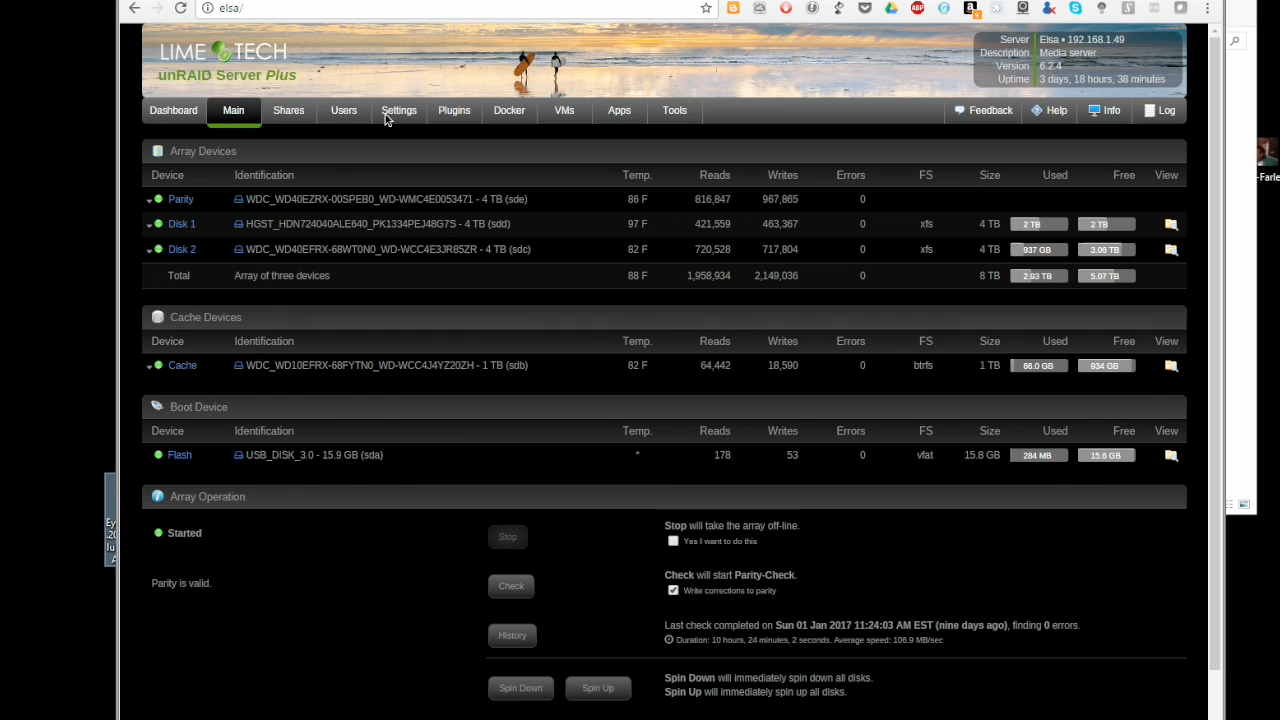 elsa/
LIME TECH
unRAID Server Plus
Server Elsa • 192.168.1.49
Description Media server
Version 6.2.4
Uptime 3 days, 18 hours, 38 minutes
Dashboard Main Shares Users Settings Plugins Docker VMs Apps Tools Feedback Help Info Log
Array Devices
Device Identification Temp. Reads Writes Errors FS Size Used Free View
Parity WDC_WD40EZRX-00SPEB0_WD-WMC4E0053471 - 4 TB (sde) 86 F 816,847 967,865 0
Disk 1 HGST_HDN724040ALE640_PK1334PEJ48G7S - 4 TB (sdd) 97 F 421,559 463,367 0 xfs 4 TB 2 TB 2 TB
Disk 2 WDC_WD40EFRX-68WT0N0_WD-WCC4E3JR85ZR - 4 TB (sdc) 82 F 720,528 717,804 0 xfs 4 TB 937 GB 3.06 TB
Total Array of three devices 88 F 1,958,934 2,149,036 0 8 TB 2.93 TB 5.07 TB
Cache Devices
Device Identification Temp. Reads Writes Errors FS Size Used Free View
Cache WDC_WD10EFRX-68FYTN0_WD-WCC4J4YZ20ZH - 1 TB (sdb) 82 F 64,442 18,590 0 btrfs 1 TB 66.0 GB 934 GB
Boot Device
Device Identification Temp. Reads Writes Errors FS Size Used Free View
Flash USB_DISK_3.0 - 15.9 GB (sda) * 178 53 0 vfat 15.8 GB 284 MB 15.6 GB
Array Operation
Started Stop Stop will take the array off-line.
Yes I want to do this
Parity is valid. Check Check will start Parity-Check.
Write corrections to parity
History Last check completed on Sun 01 Jan 2017 11:24:03 AM EST (nine days ago), finding 0 errors.
Duration: 10 hours, 24 minutes, 2 seconds. Average speed: 106.9 MB/sec
Spin Down Spin Up Spin Down will immediately spin down all disks.
Spin Up will immediately spin up all disks.
-Farle
Ey
.20
lu
A